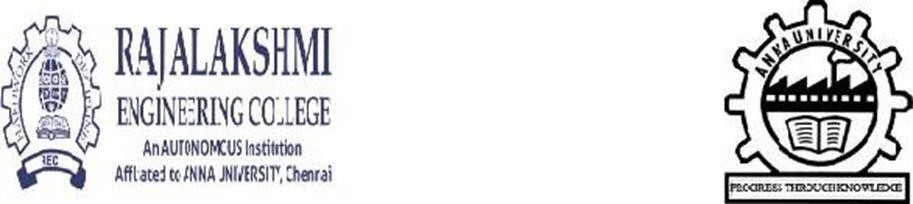 RAJALAKSHMI
ENGINEERING COLLEGE
An AUTONOMOUS Institution
Affiliated to ANNA UNIVERSITY, Chennai
REC
ANNA UNIVERSITY
PROGRESS THROUGH KNOWLEDGE